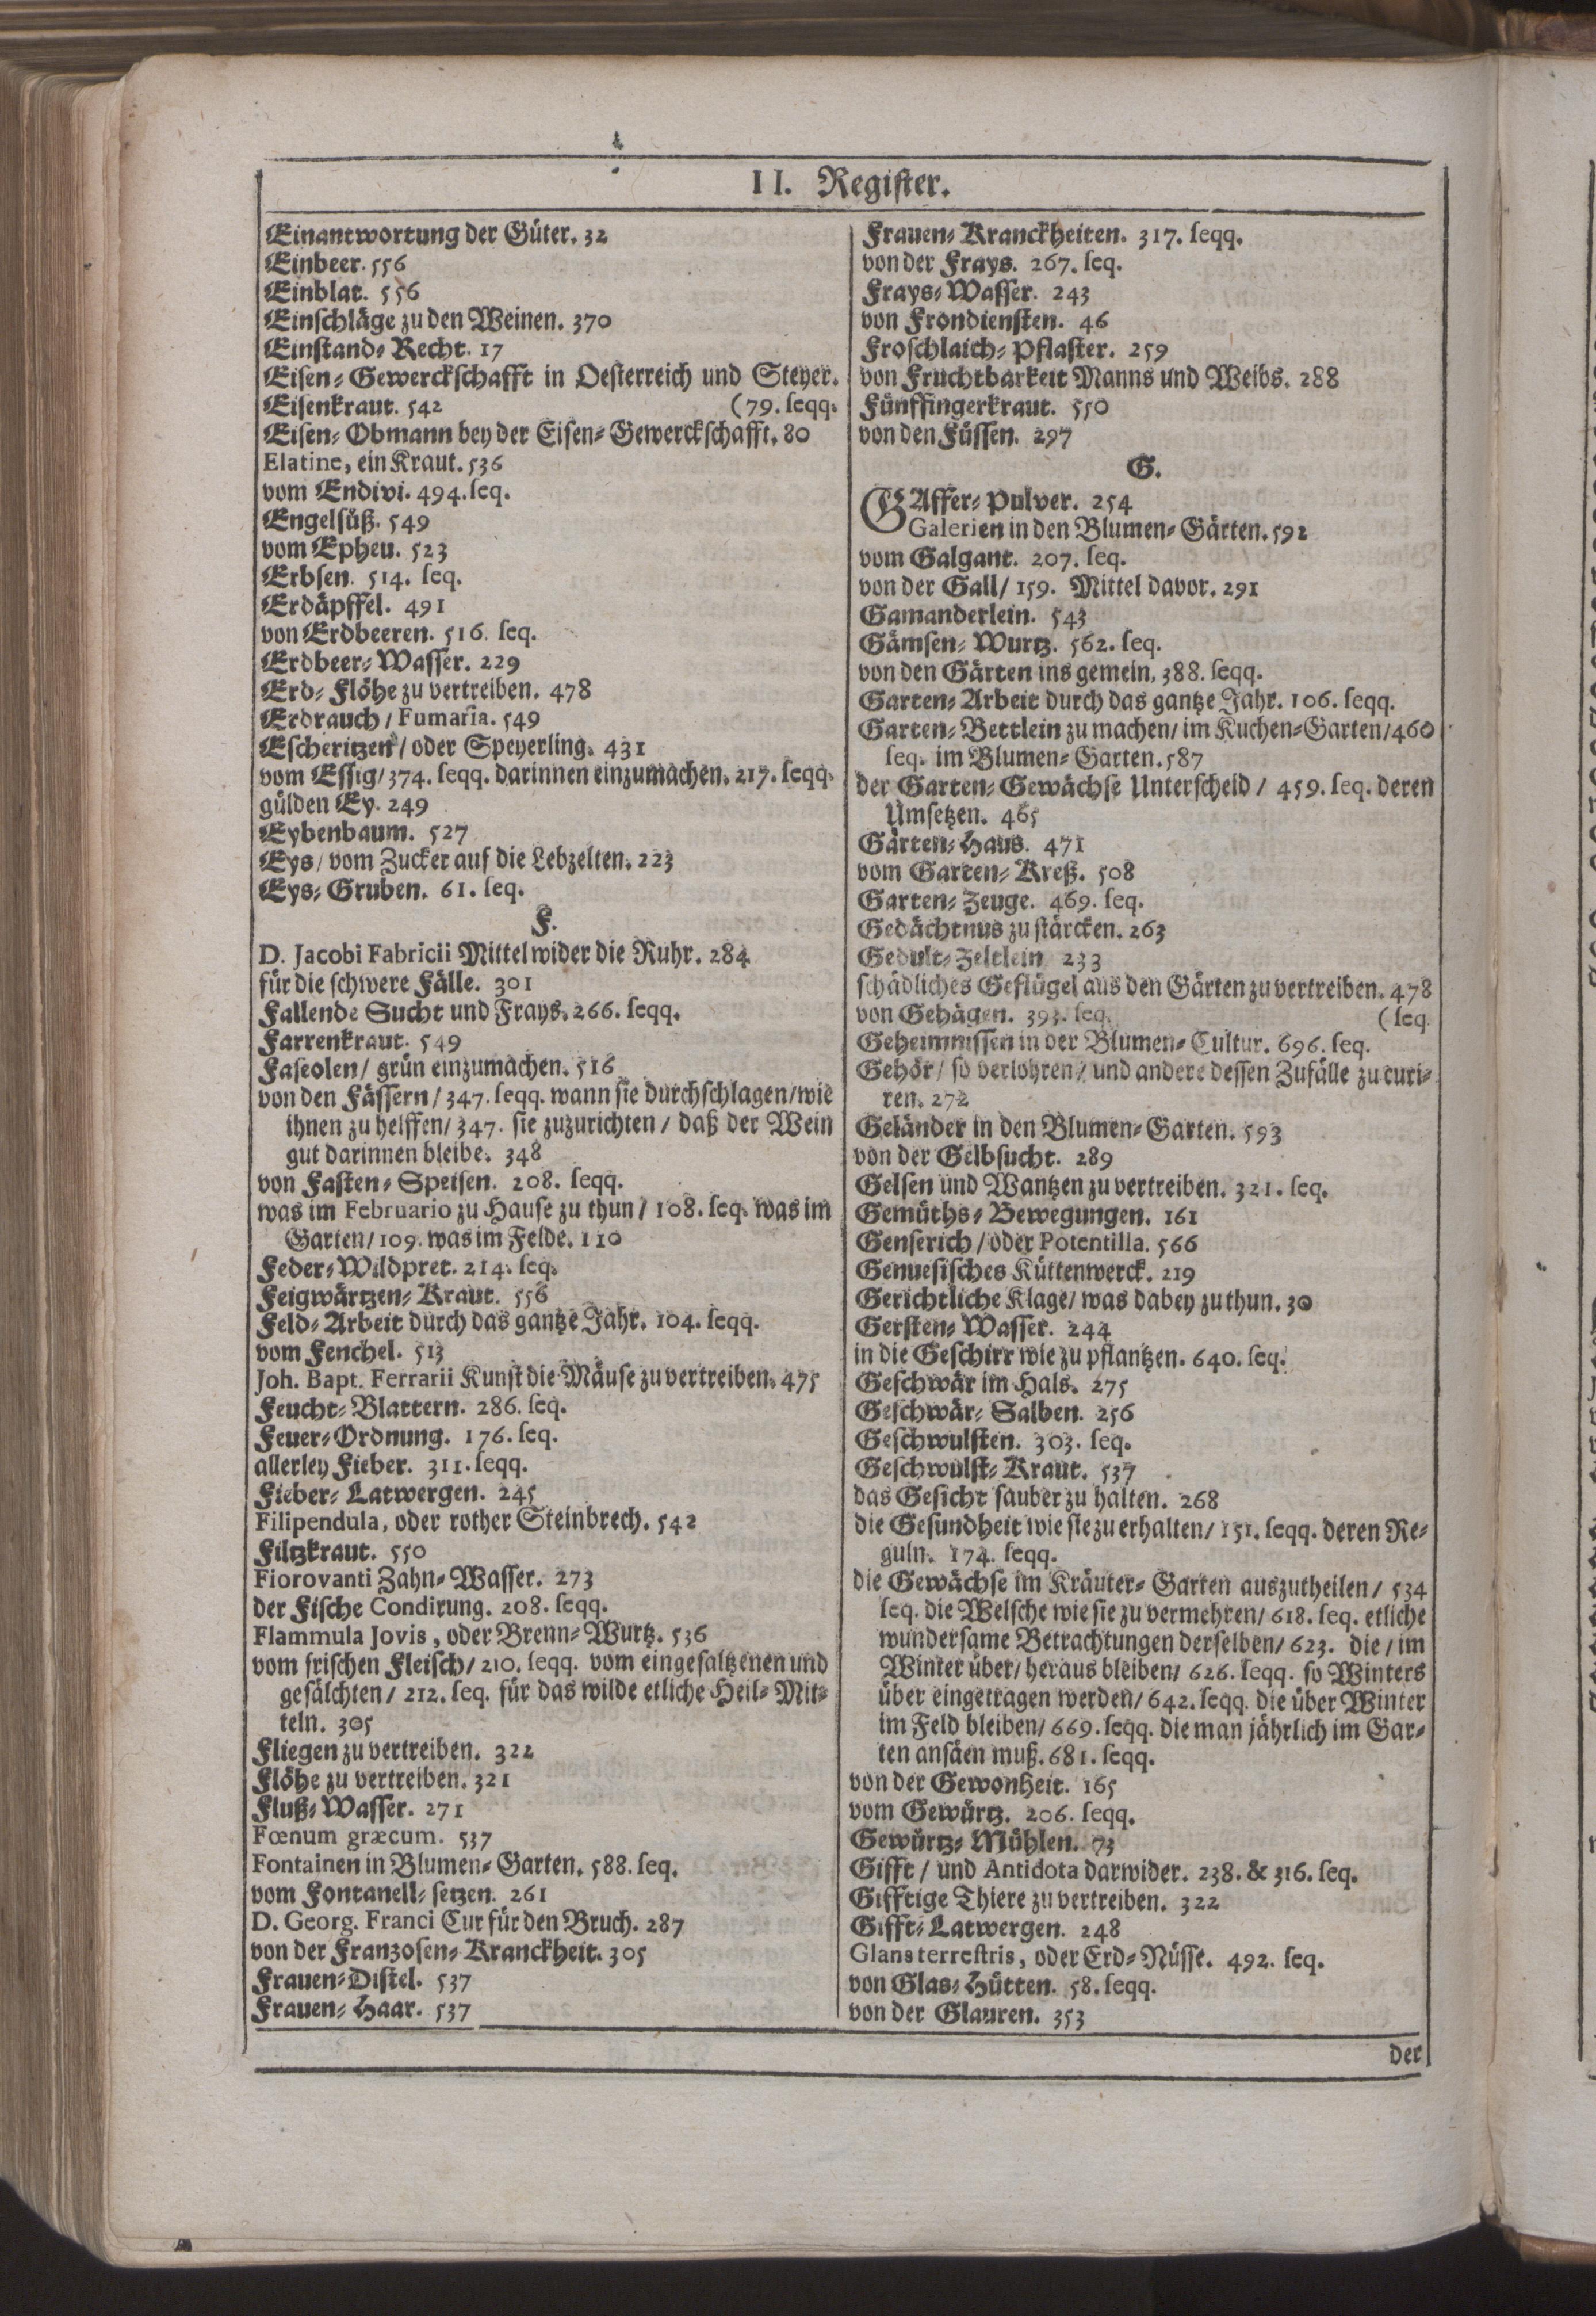 II. Register.
Einantwortung der Güter. 32
Einbeer. 556
Einblat. 556
Einschläge zu den Weinen. 370
Einstand-Recht. 17
Eisen-Gewerckschafft in Oesterreich und Steyer.
Eisenkraut. 542 (79. seqq.
Eisen-Obmann bey der Eisen-Gewerckschafft. 80
Elatine, ein Kraut. 536
vom Endivi. 494. seq.
Engelsüß. 549
vom Epheu. 523
Erbsen. 514. seq.
Erdäpffel. 491
von Erdbeeren. 516. seq.
Erdbeer-Wasser. 229
Erd-Flöhe zu vertreiben. 478
Erdrauch / Fumaria. 549
Escheritzen / oder Speyerling. 431
vom Essig / 374. seqq. darinnen einzumachen. 217. seqq.
gülden Ey. 249
Eybenbaum. 527
Eys / vom Zucker auf die Lebzelten. 223
Eys-Gruben. 61. seq.
F.
D. Jacobi Fabricii Mittel wider die Ruhr. 284
für die schwere Fälle. 301
Fallende Sucht und Frays. 266. seqq.
Farrenkraut. 549
Faseolen / grün einzumachen. 516
von den Fässern / 347. seqq. wann sie durchschlagen / wie
ihnen zu helffen / 347. sie zuzurichten / daß der Wein
gut darinnen bleibe. 348
von Fasten-Speisen. 208. seqq.
was im Februario zu Hause zu thun / 108. seq. was im
Garten / 109. was im Felde. 110
Feder-Wildpret. 214. seq.
Feigwärtzen-Kraut. 556
Feld-Arbeit durch das gantze Jahr. 104. seqq.
vom Fenchel. 513
Joh. Bapt. Ferrarii Kunst die Mäuse zu vertreiben. 475
Feucht-Blattern. 286. seq.
Feuer-Ordnung. 176. seq.
allerley Fieber. 311. seqq.
Fieber-Latwergen. 245
Filipendula, oder rother Steinbrech. 542
Filtzkraut. 550
Fiorovanti Zahn-Wasser. 273
der Fische Condirung. 208. seqq.
Flammula Jovis, oder Brenn-Wurtz. 536
vom frischen Fleisch / 210. seqq. vom eingesaltzenen und
gesälchten / 212. seq. für das wilde etliche Heil-Mit-
teln. 305
Fliegen zu vertreiben. 322
Flöhe zu vertreiben. 321
Fluß-Wasser. 271
Fœnum græcum. 537
Fontainen in Blumen-Garten. 588. seq.
vom Fontanell-setzen. 261
D. Georg. Franci Cur für den Bruch. 287
von der Franzosen-Kranckheit. 305
Frauen-Distel. 537
Frauen-Haar. 537
Frauen-Kranckheiten. 317. seqq.
von der Frays. 267. seq.
Frays-Wasser. 243
von Frondiensten. 46
Froschlaich-Pflaster. 259
von Fruchtbarkeit Manns und Weibs. 288
Fünffingerkraut. 550
von den Füssen. 297
G.
GAffer-Pulver. 254
Galerien in den Blumen-Gärten. 592
vom Galgant. 207. seq.
von der Gall / 159. Mittel davor. 291
Gamanderlein. 543
Gämsen-Wurtz. 562. seq.
von den Gärten ins gemein. 388. seqq.
Garten-Arbeit durch das gantze Jahr. 106. seqq.
Garten-Bettlein zu machen / im Kuchen-Garten / 460
seq. im Blumen-Garten. 587
der Garten-Gewächse Unterscheid / 459. seq. deren
Umsetzen. 465
Gärten-Haus. 471
vom Garten-Kreß. 508
Garten-Zeuge. 469. seq.
Gedächtnus zu stärcken. 263
Gedult-Zeltlein 233
schädliches Geflügel aus den Gärten zu vertreiben. 478
von Gehägen. 393. seq. (seq.
Geheimnissen in der Blumen-Cultur. 696. seq.
Gehör / so verlohren / und andere dessen Zufälle zu curi-
ren. 272
Geländer in den Blumen-Garten. 593
von der Gelbsucht. 289
Gelsen und Wantzen zu vertreiben. 321. seq.
Gemüths-Bewegungen. 161
Genserich / oder Potentilla. 566
Genuesisches Küttenwerck. 219
Gerichtliche Klage / was dabey zu thun. 30
Gersten-Wasser. 244
in die Geschirr wie zu pflantzen. 640. seq.
Geschwär im Hals. 275
Geschwär-Salben. 256
Geschwulsten. 303. seq.
Geschwulst-Kraut. 537
das Gesicht sauber zu halten. 268
die Gesundheit wie sie zu erhalten / 151. seqq. deren Re-
guln. 174. seqq.
die Gewächse im Kräuter-Garten auszutheilen / 534
seq. die Welsche wie sie zu vermehren / 618. seq. etliche
wundersame Betrachtungen derselben / 623. die / im
Winter über / heraus bleiben / 626. seqq. so Winters
über eingetragen werden / 642. seqq. die über Winter
im Feld bleiben / 669. seqq. die man jährlich im Gar-
ten ansäen muß. 681. seqq.
von der Gewonheit. 165
vom Gewürtz. 206. seqq.
Gewürtz-Mühlen. 73
Gifft / und Antidota darwider. 238. & 316. seq.
Gifftige Thiere zu vertreiben. 322
Gifft-Latwergen. 248
Glans terrestris, oder Erd-Nüsse. 492. seq.
von Glas-Hütten. 58. seqq.
von der Glauren. 353
der